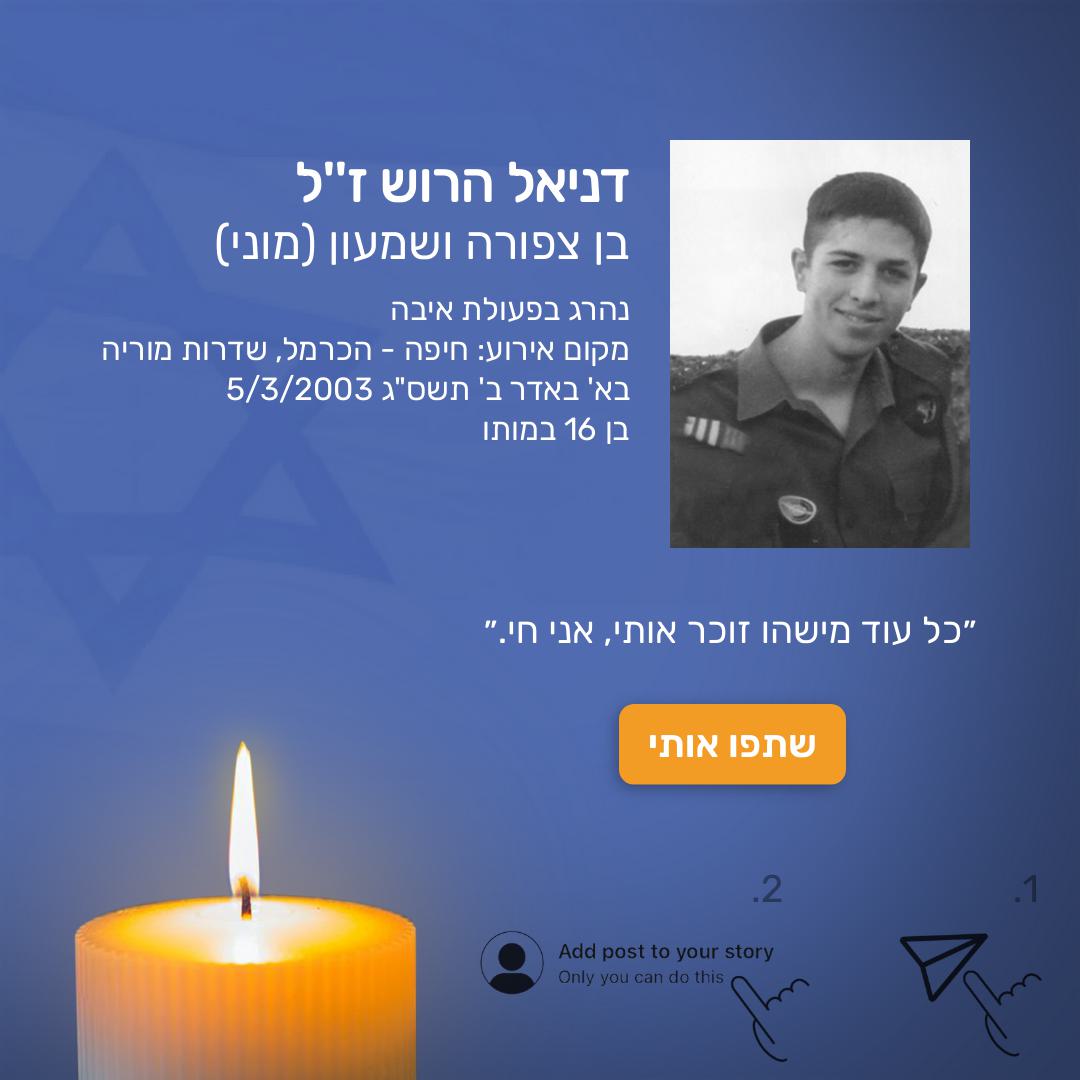 דניאל הרוש ז"ל
בן צפורה ושמעון (מוני)
נהרג בפעולת איבה
מקום אירוע: חיפה - הכרמל, שדרות מוריה
בא' באדר ב' תשס"ג 5/3/2003
בן 16 במותו
״כל עוד מישהו זוכר אותי, אני חי.״
שתפו אותי
1.
2.
Add post to your story
Only you can do this